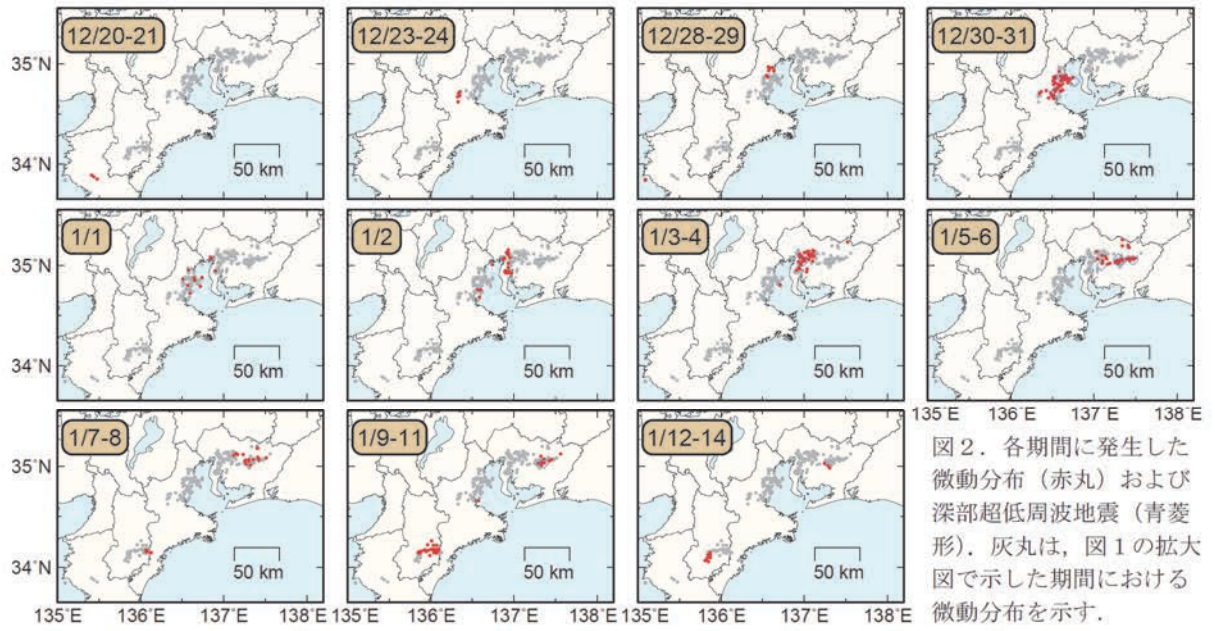 12/20-21
12/23-24
12/28-29
12/30-31
35˚N
34˚N
50 km
50 km
50 km
50 km
1/1
1/2
1/3-4
1/5-6
35˚N
34˚N
50 km
50 km
50 km
50 km
135˚E 136˚E 137˚E 138˚E
1/7-8
1/9-11
1/12-14
35˚N
34˚N
50 km
50 km
50 km
135˚E 136˚E 137˚E 138˚E
135˚E 136˚E 137˚E 138˚E
135˚E 136˚E 137˚E 138˚E
図2．各期間に発生した
微動分布（赤丸）および
深部超低周波地震（青菱
形）．灰丸は，図1の拡大
図で示した期間における
微動分布を示す．